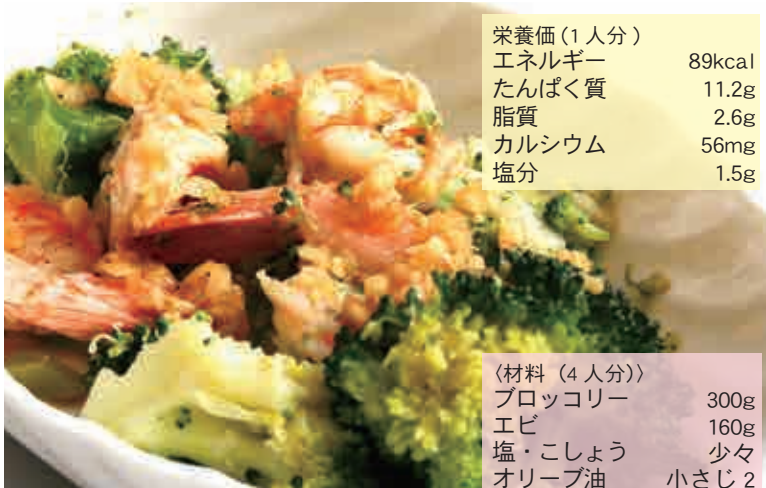 栄養価(1人分)
エネルギー 89kcal
たんぱく質 11.2g
脂質 2.6g
カルシウム 56mg
塩分 1.5g
〈材料（4人分）〉
ブロッコリー 300g
エビ 160g
塩・こしょう 少々
オリーブ油 小さじ2